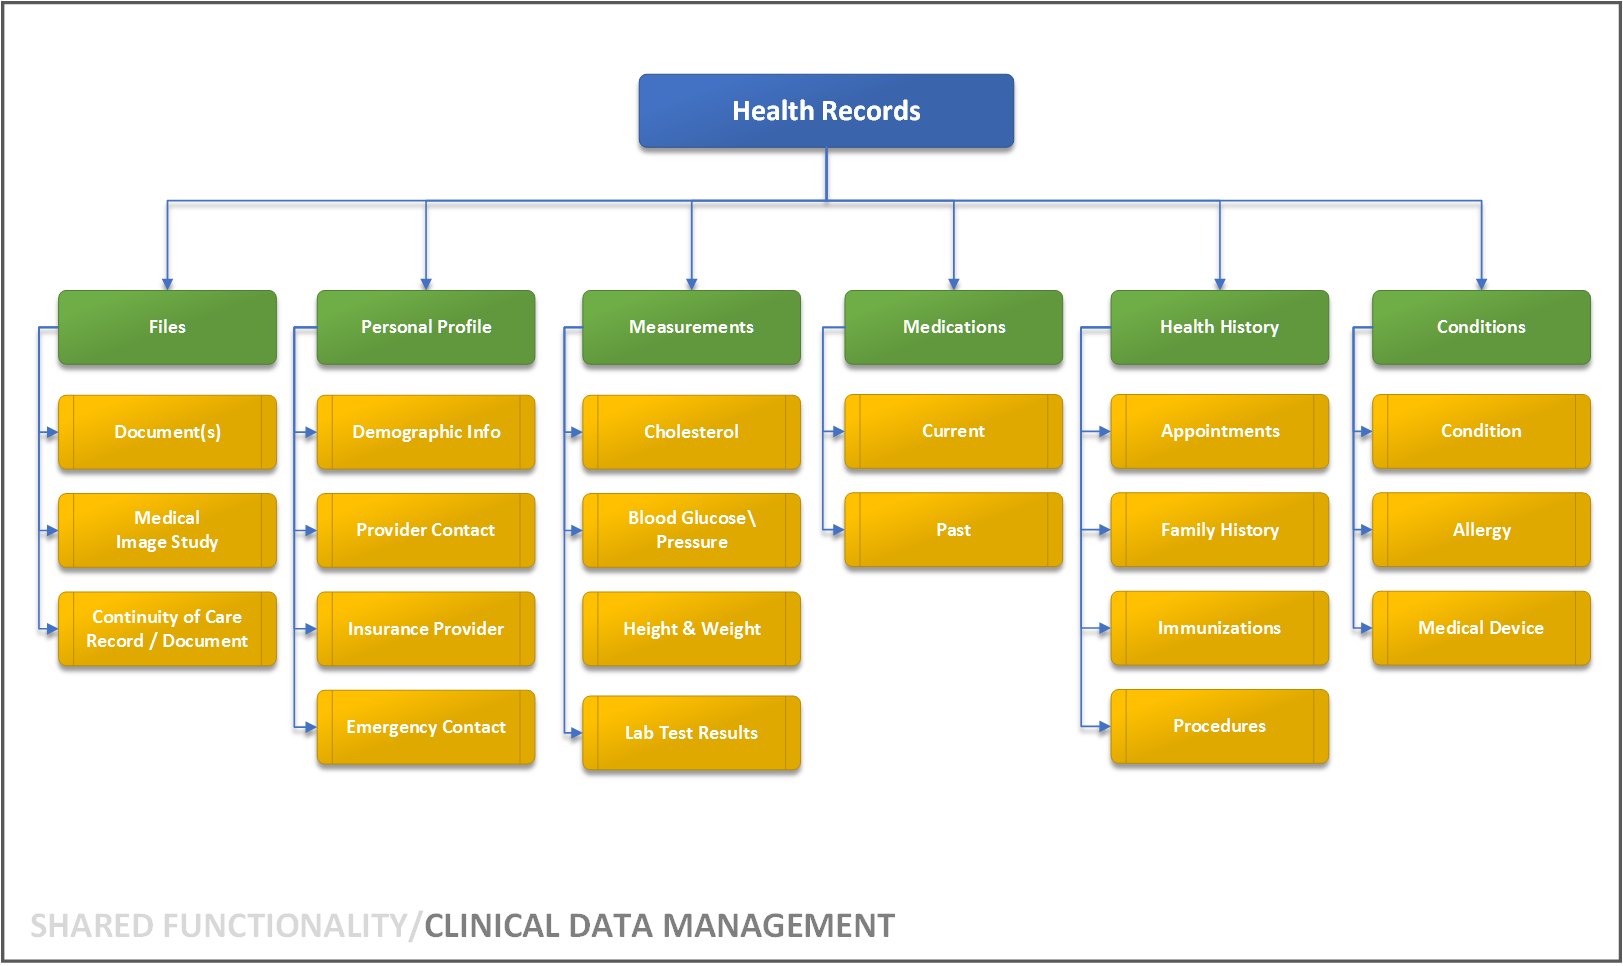 Health Records
Files
Personal Profile
Measurements
Medications
Health History
Conditions
Document(s)
Demographic Info
Cholesterol
Current
Appointments
Condition
Medical
Image Study
Provider Contact
Blood Glucose\
Pressure
Past
Family History
Allergy
Continuity of Care
Record / Document
Insurance Provider
Height & Weight
Immunizations
Medical Device
Emergency Contact
Lab Test Results
Procedures
SHARED FUNCTIONALITY/CLINICAL DATA MANAGEMENT